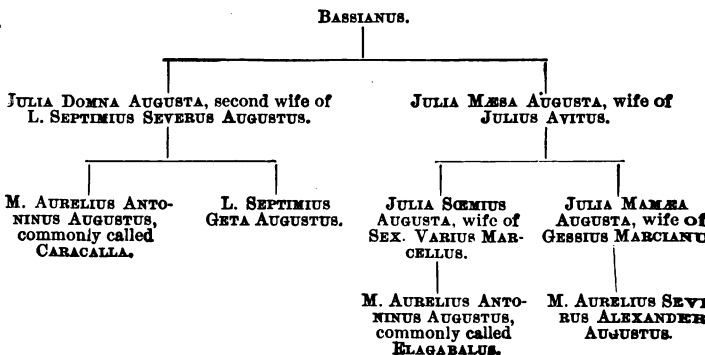 BASSIANUS.
JULIA DOMNA AUGUSTA, second wife of
L. SEPTIMIUS SEVERUS AUGUSTUS.
JULIA MÆSA AUGUSTA, wife of
JULIUS AVITUS.
M. AURELIUS ANTO-
NINUS AUGUSTUS,
commonly called
CARACALLA.
L. SEPTIMIUS
GETA AUGUSTUS.
JULIA SŒMIUS
AUGUSTA, wife of
SEX. VARIUS MAR-
CELLUS.
JULIA MAMÆA
AUGUSTA, wife of
GESSIUS MARCIANU
M. AURELIUS ANTO-
NINUS AUGUSTUS,
commonly called
ELAGABALUS.
M. AURELIUS SEVE
RUS ALEXANDER
AUGUSTUS.